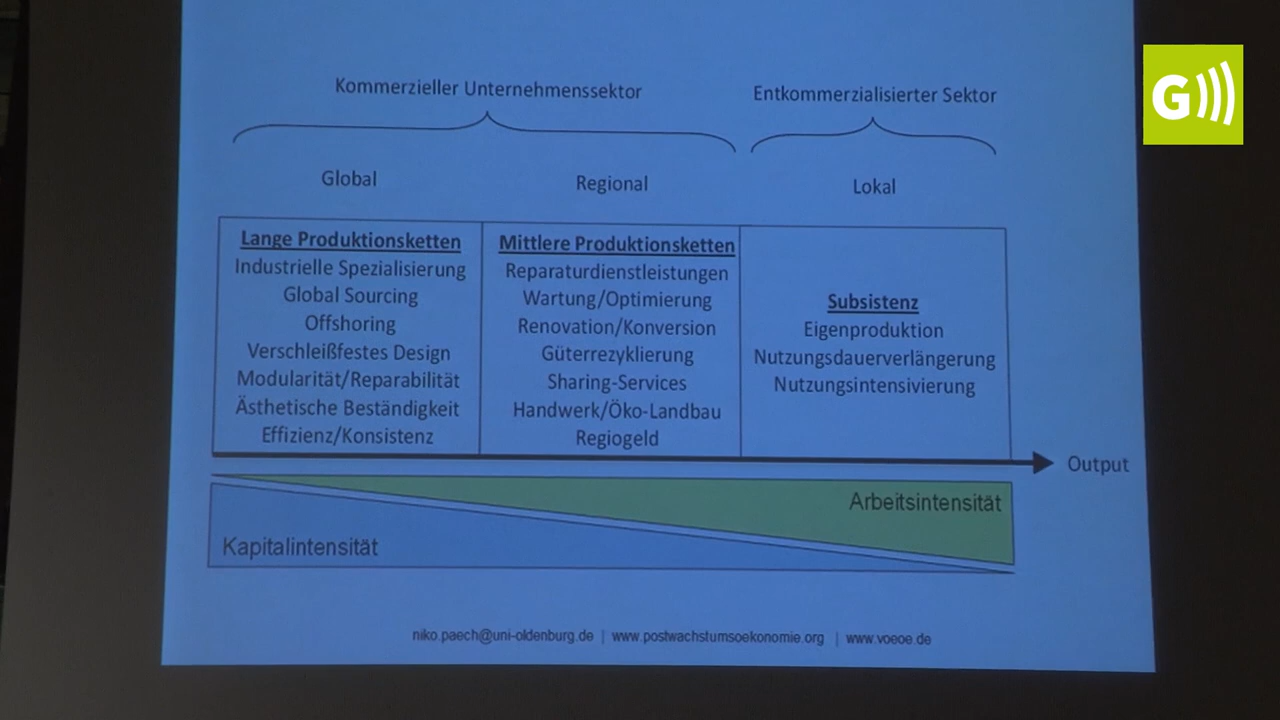 Kommerzieller Unternehmenssektor
Entkommerzialisierter Sektor
Global
Regional
Lokal
Lange Produktionsketten
Industrielle Spezialisierung
Global Sourcing
Offshoring
Verschleißfestes Design
Modularität/Reparabilität
Ästhetische Beständigkeit
Effizienz/Konsistenz
Mittlere Produktionsketten
Reparaturdienstleistungen
Wartung/Optimierung
Renovation/Konversion
Güterrezyklierung
Sharing-Services
Handwerk/Öko-Landbau
Regiogeld
Subsistenz
Eigenproduktion
Nutzungsdauerverlängerung
Nutzungsintensivierung
Output
Arbeitsintensität
Kapitalintensität
niko.paech@uni-oldenburg.de | www.postwachstumsoekonomie.org | www.voeoe.de
G